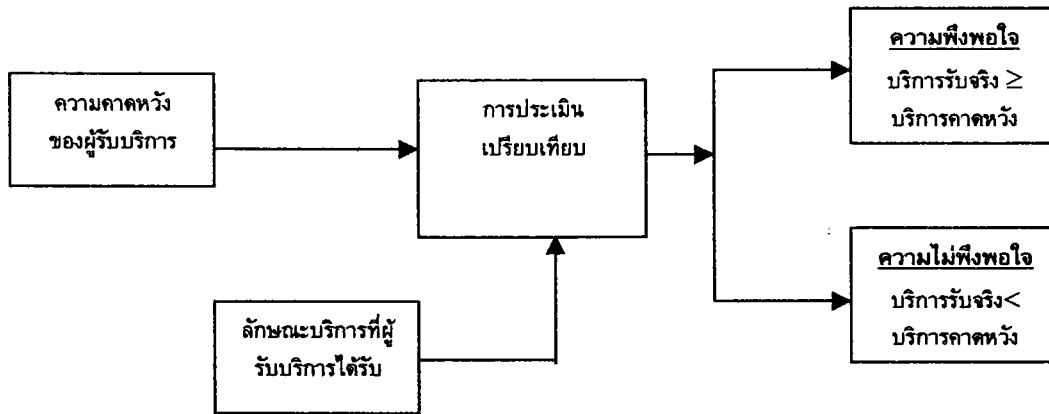 ความคาดหวัง
ของผู้รับบริการ
การประเมิน
เปรียบเทียบ
ความพึงพอใจ
บริการรับจริง ≥
บริการคาดหวัง
ความไม่พึงพอใจ
บริการรับจริง<
บริการคาดหวัง
ลักษณะบริการที่ผู้
รับบริการได้รับ